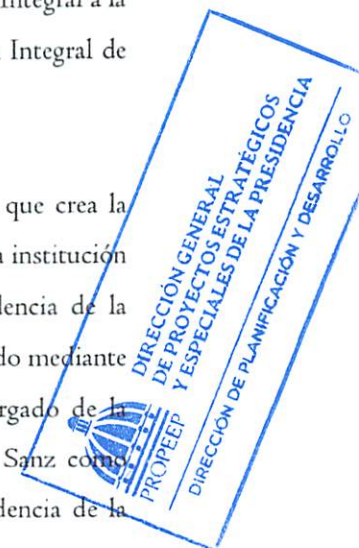 Integral a la
Integral de
que crea la
institución
dencia de la
do mediante
rgado de la
Sanz como
dencia de la
PROPEEP
DIRECCIÓN GENERAL
DE PROYECTOS ESTRATÉGICOS
Y ESPECIALES DE LA PRESIDENCIA
DIRECCIÓN DE PLANIFICACIÓN Y DESARROLLO